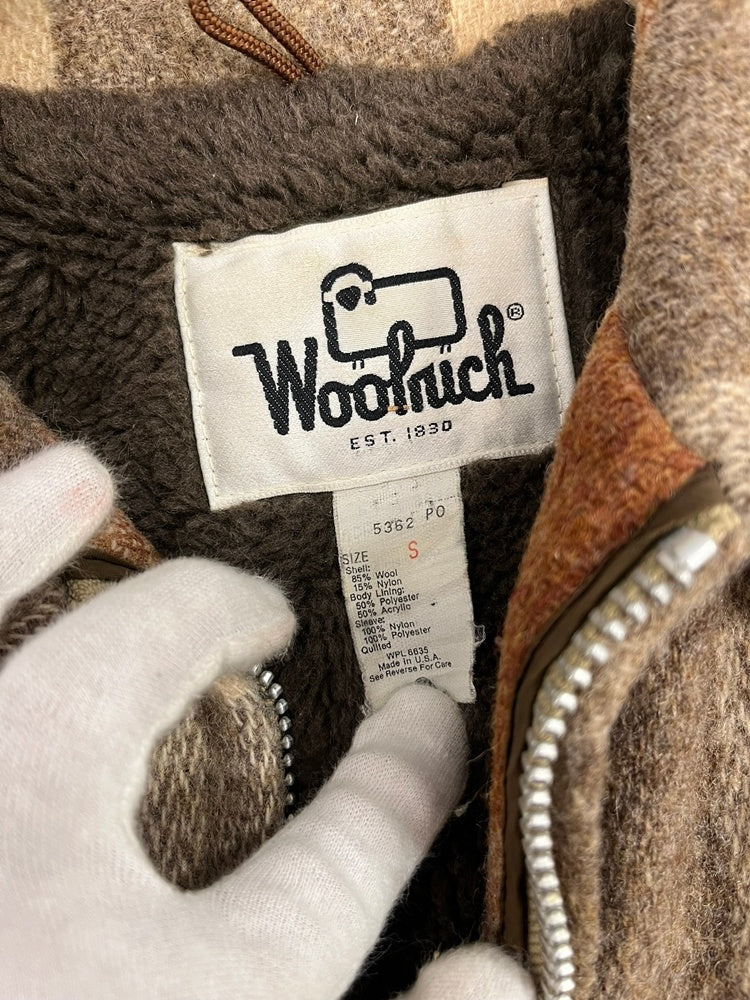 Woolrich®
EST. 1830
5362 PO
SIZE S
Shell:
85% Wool
15% Nylon
Body Lining:
50% Polyester
50% Acrylic
Sleeve:
100% Nylon
100% Polyester
Quilted
WPL 6635
Made in U.S.A.
See Reverse For Care